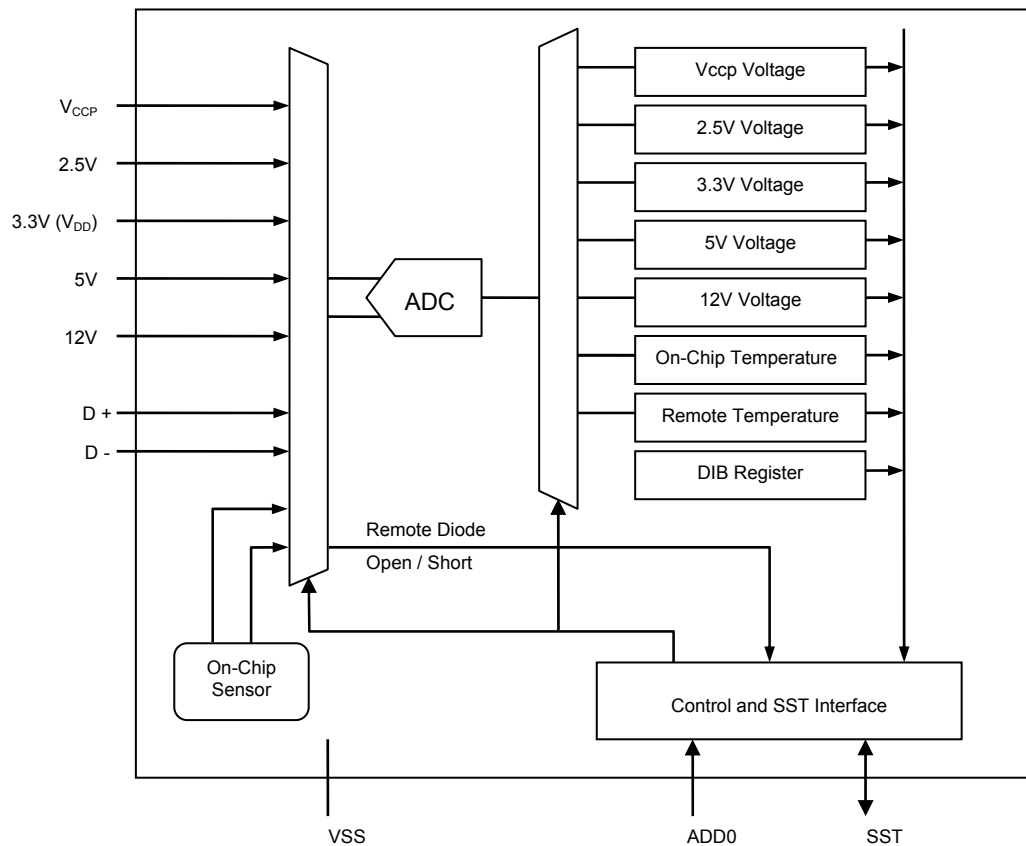 V_CCP
2.5V
3.3V (V_DD)
5V
12V
D +
D -
ADC
Vccp Voltage
2.5V Voltage
3.3V Voltage
5V Voltage
12V Voltage
On-Chip Temperature
Remote Temperature
DIB Register
Remote Diode
Open / Short
On-Chip
Sensor
Control and SST Interface
VSS
ADD0
SST